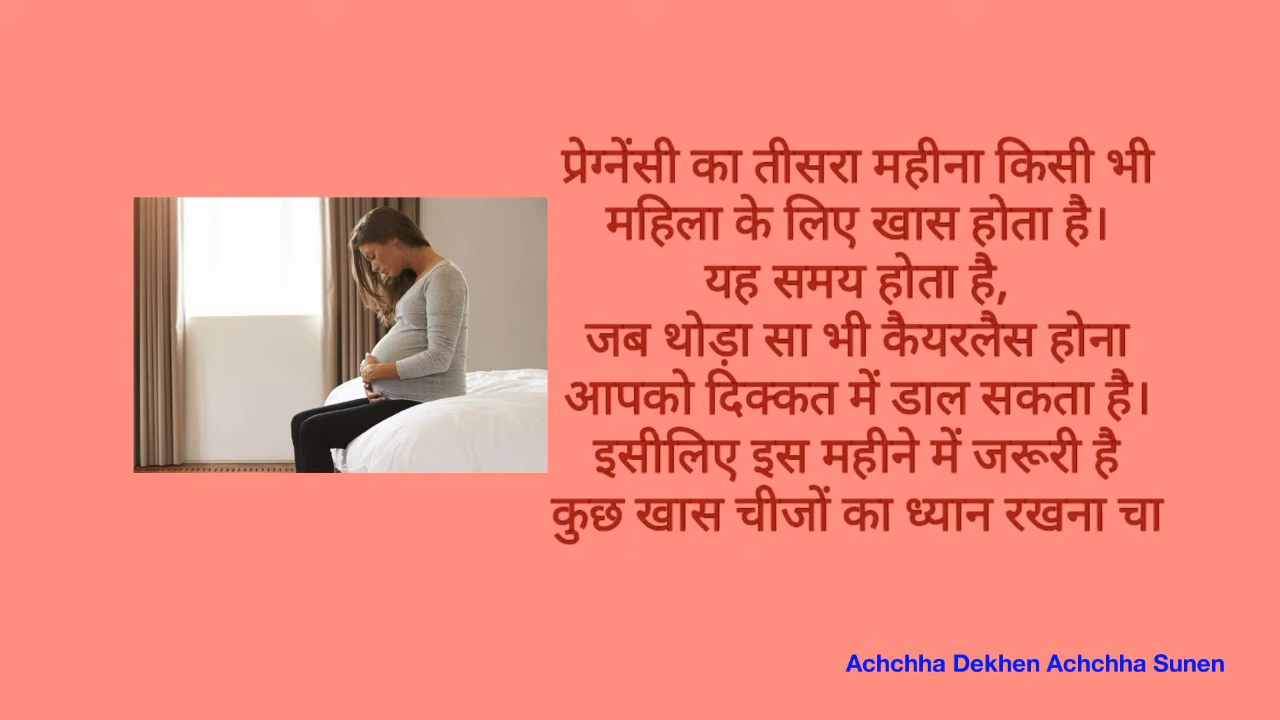 प्रेग्नेंसी का तीसरा महीना किसी भी
महिला के लिए खास होता है।
यह समय होता है,
जब थोड़ा सा भी कैयरलैस होना
आपको दिक्कत में डाल सकता है।
इसीलिए इस महीने में जरूरी है
कुछ खास चीजों का ध्यान रखना चा
Achchha Dekhen Achchha Sunen